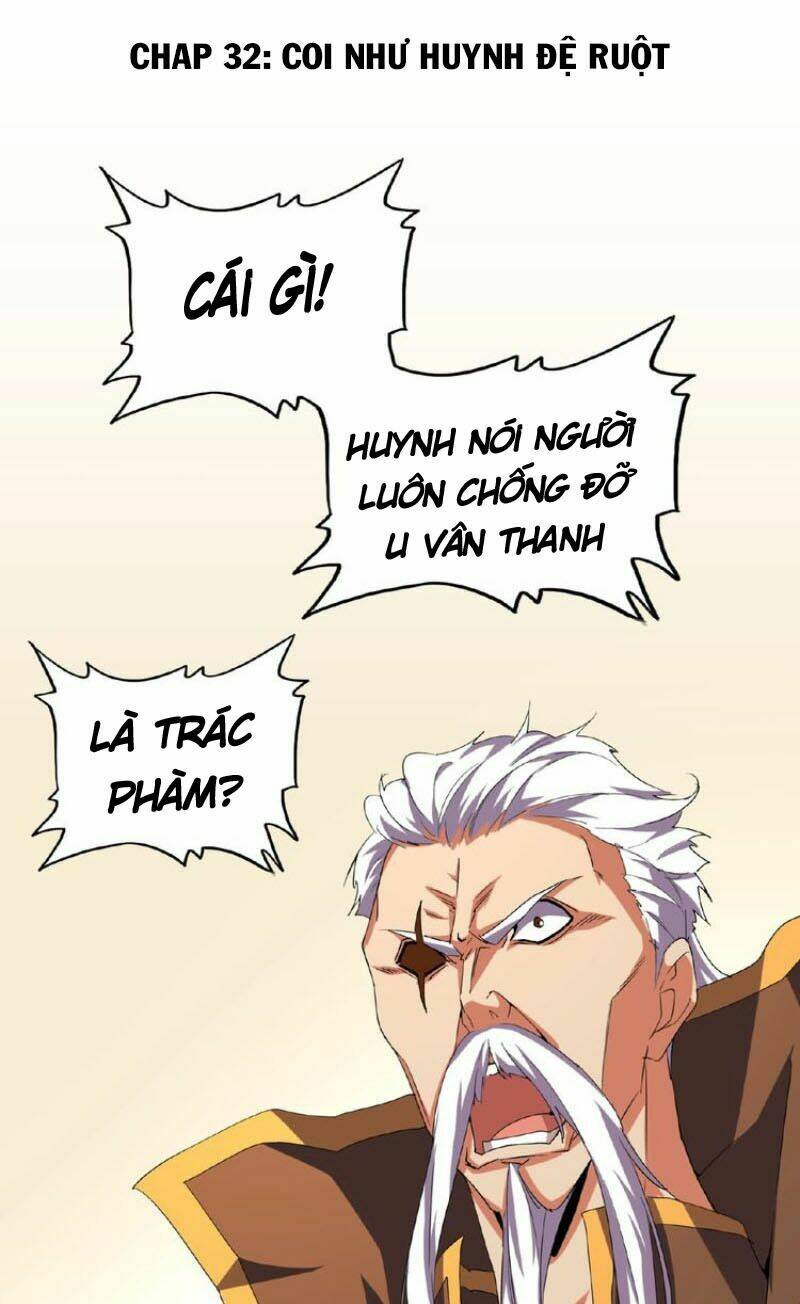 CHAP 32: COI NHƯ HUYNH ĐỆ RUỘT
CÁI GÌ!
HUYNH NÓI NGƯỜI
LUÔN CHỐNG ĐỠ
U VÂN THANH
LÀ TRÁC
PHÀM?